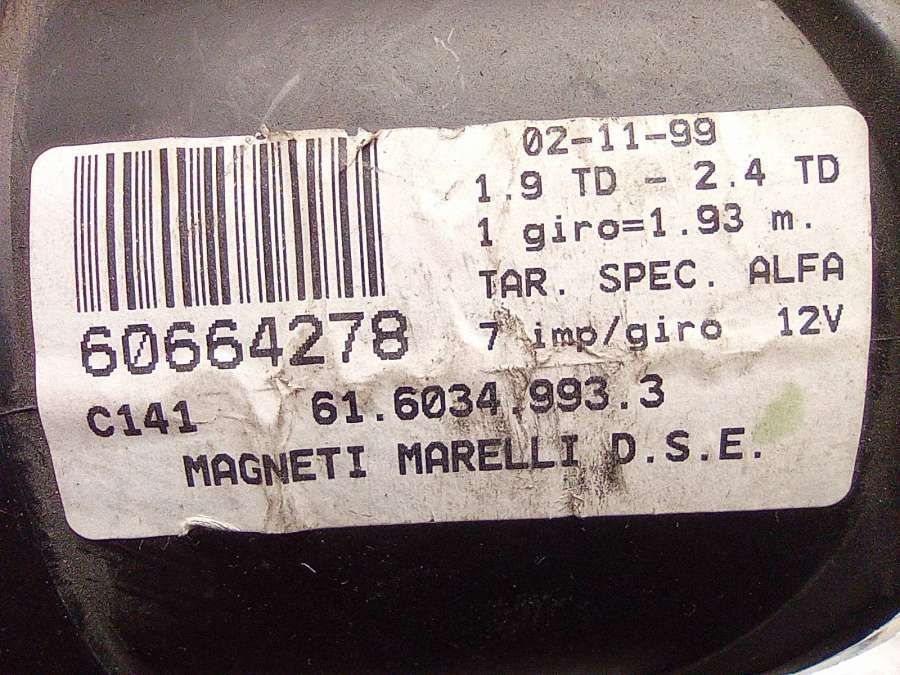 02-11-99
1.9 TD - 2.4 TD
1 giro=1.93 m.
TAR. SPEC. ALFA
60664278
7 imp/giro 12V
C141 61.6034.993.3
MAGNETI MARELLI D.S.E.